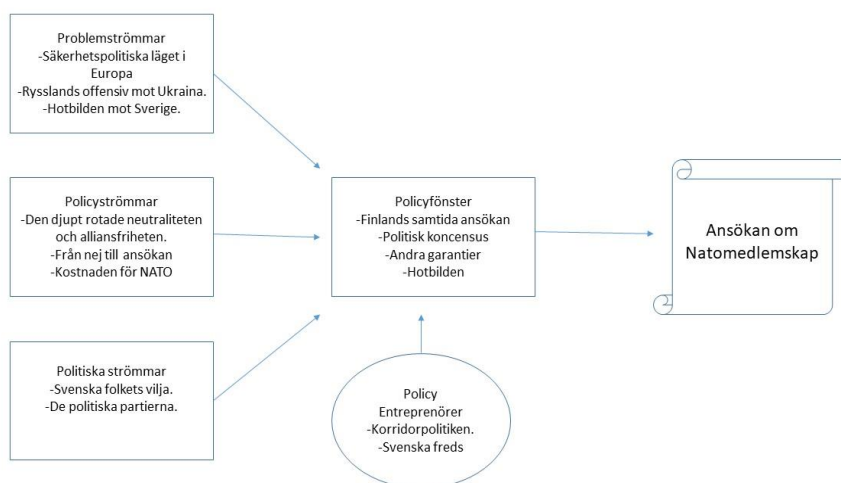 Problemströmmar
-Säkerhetspolitiska läget i
Europa
-Rysslands offensiv mot Ukraina.
-Hotbilden mot Sverige.
Policyströmmar
-Den djupt rotade neutraliteten
och alliansfriheten.
-Från nej till ansökan
-Kostnaden för NATO
Politiska strömmar
-Svenska folkets vilja.
-De politiska partierna.
Policyfönster
-Finlands samtida ansökan
-Politisk koncensus
-Andra garantier
-Hotbilden
Policy
Entreprenörer
-Korridorpolitiken.
-Svenska freds
Ansökan om
Natomedlemskap